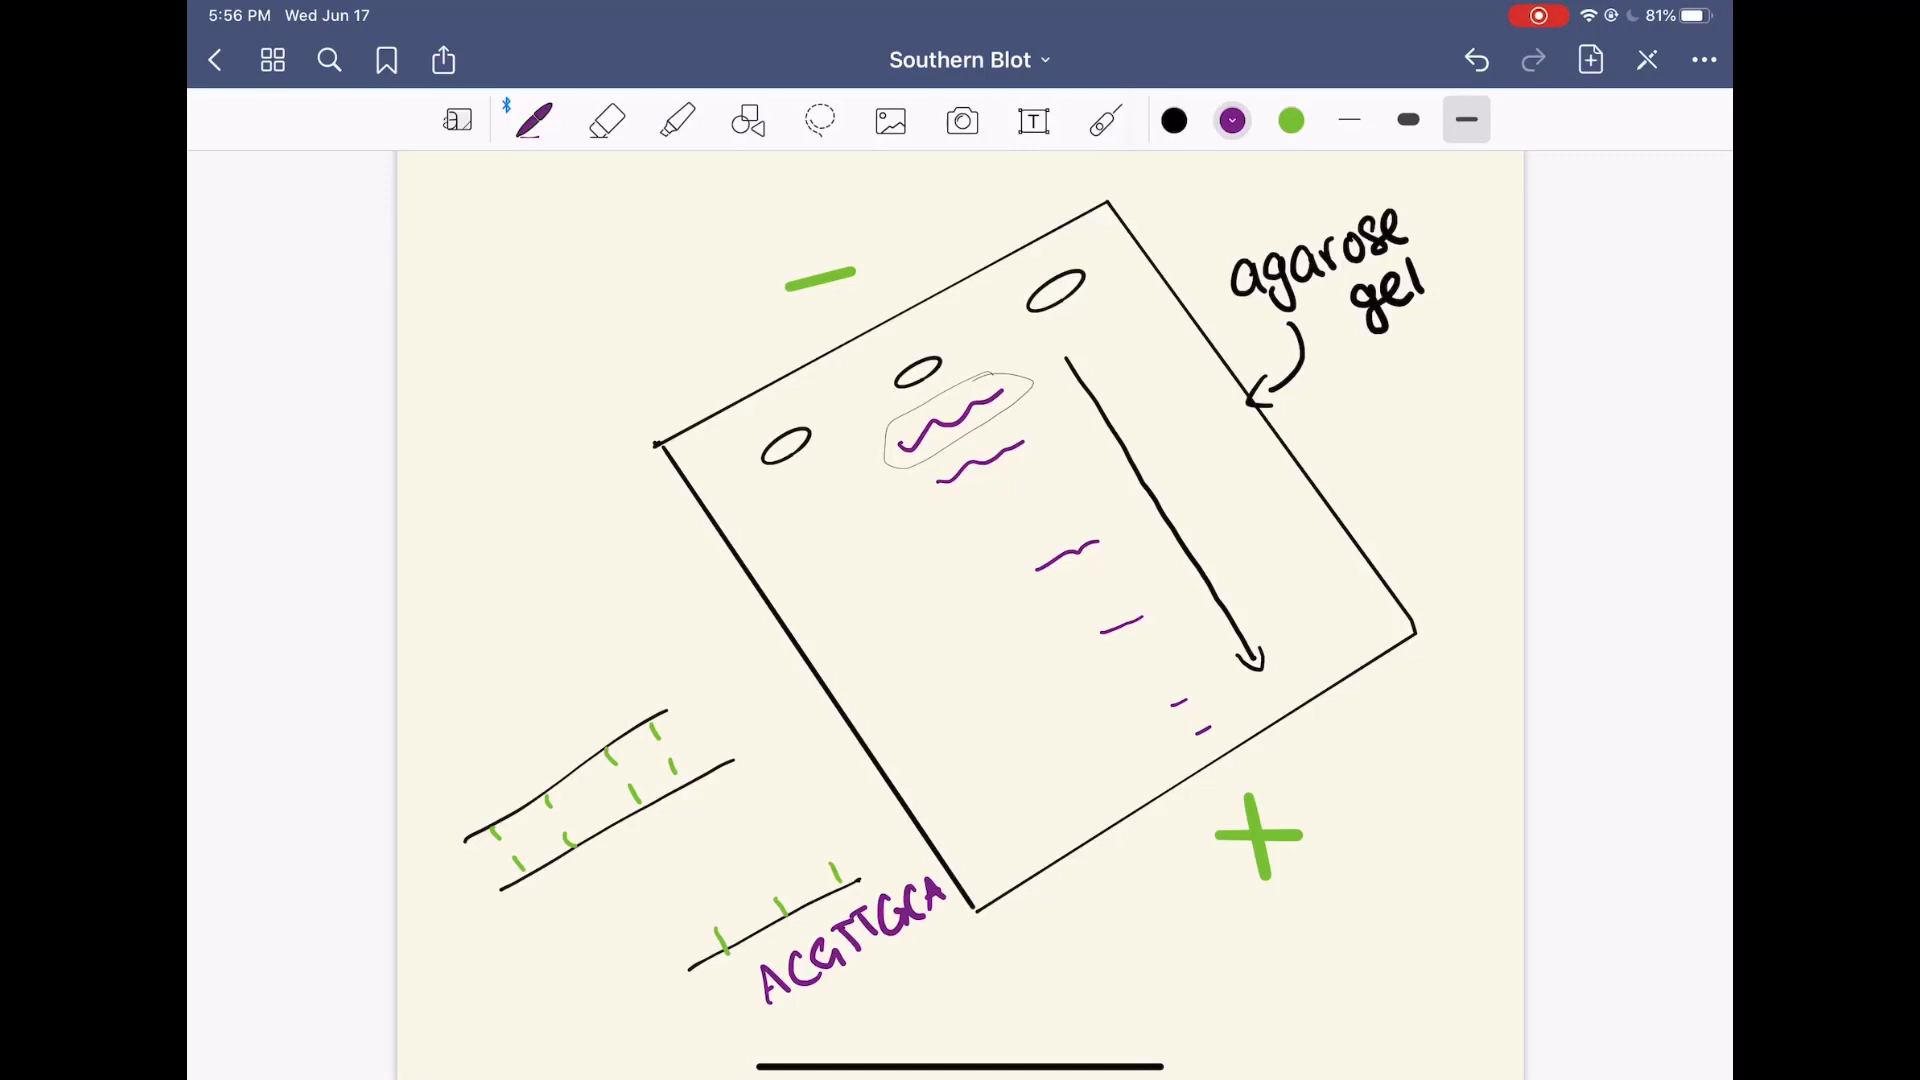 5:56 PM Wed Jun 17
81%
Southern Blot
a
T
agarose
gel
ACGTTGCA